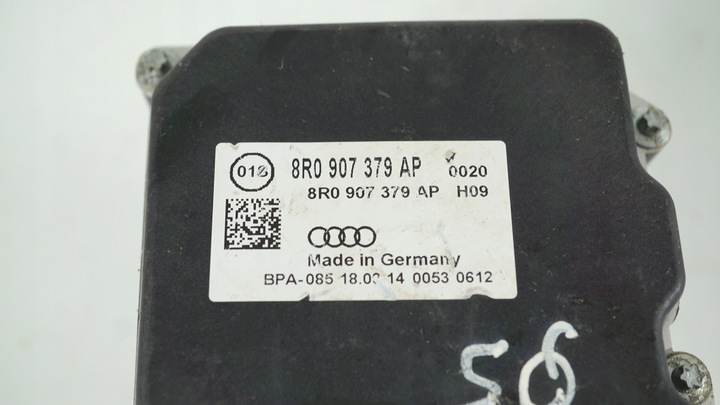 018 8R0 907 379 AP 0020
8R0 907 379 AP H09
Made in Germany
BPA-085 18.03 14 0053 0612
56